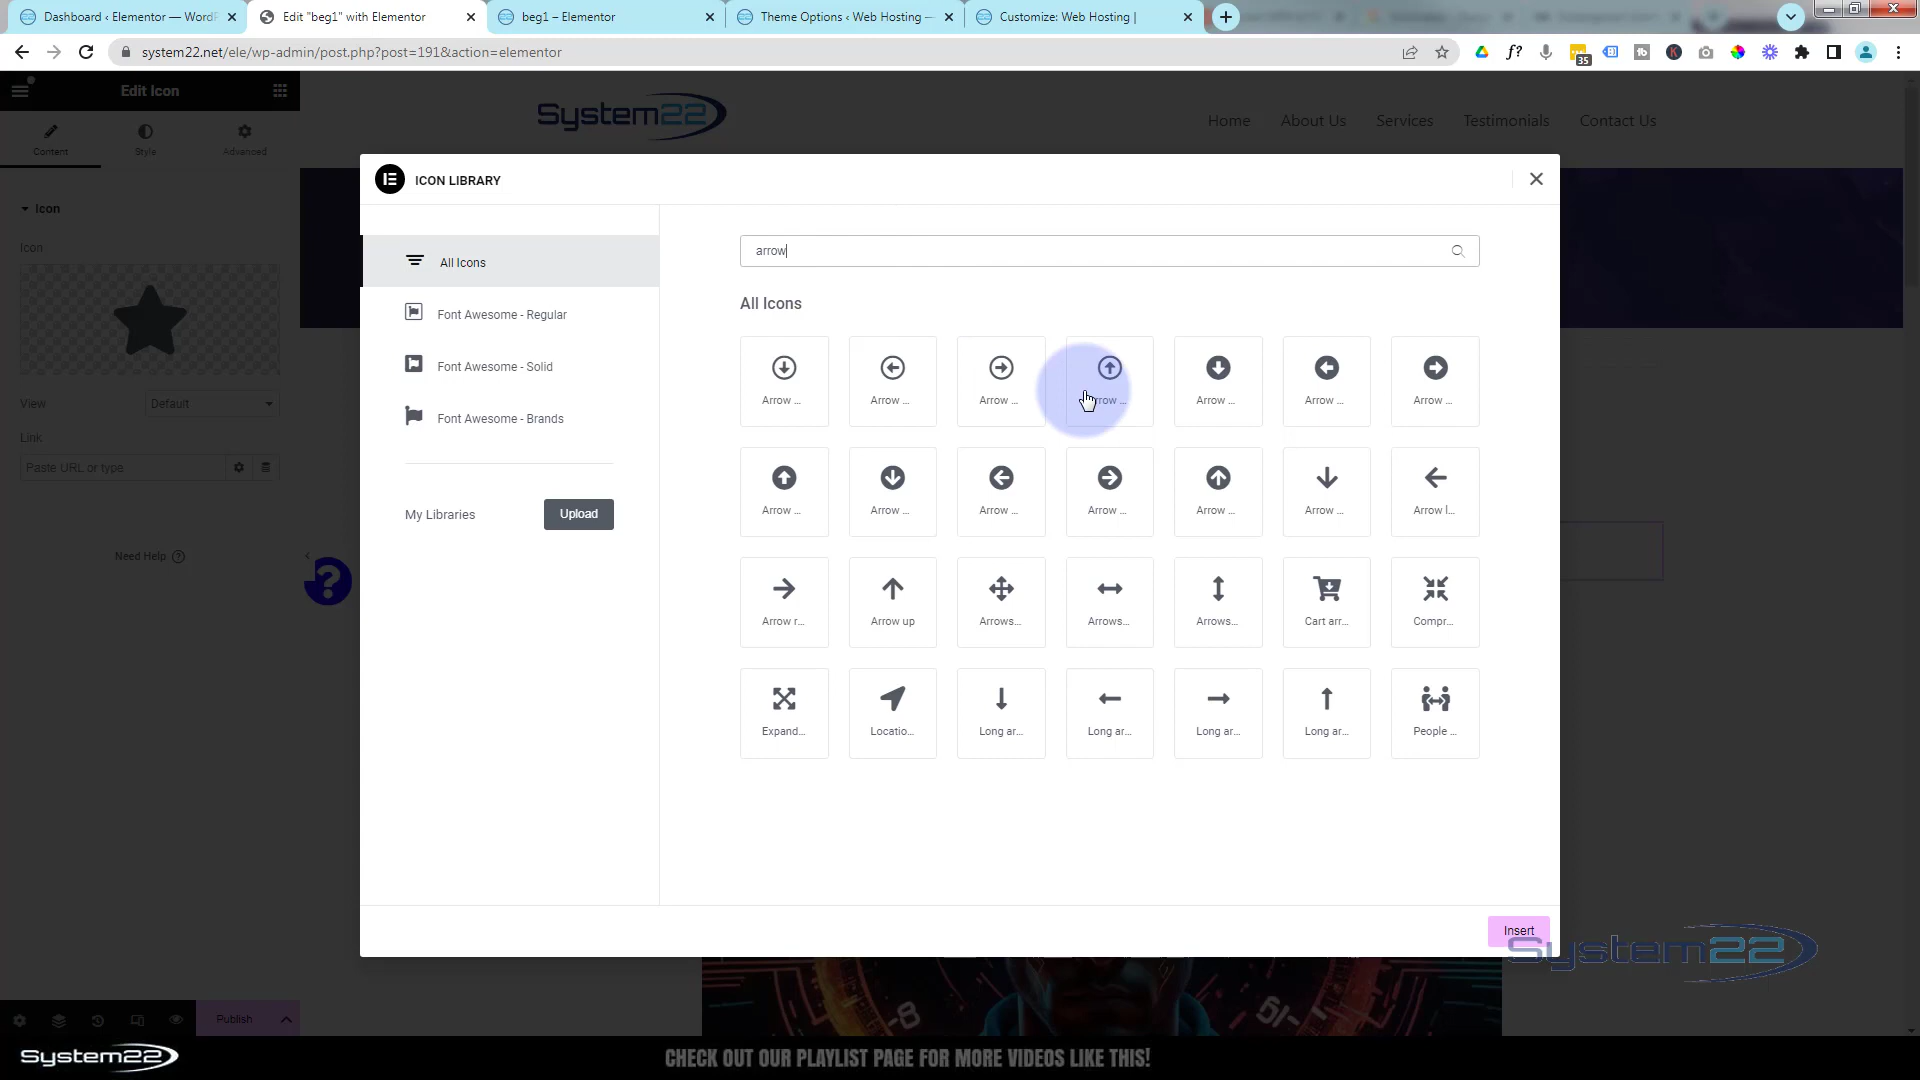 Dashboard ‹ Elementor — WordP
Edit "beg1" with Elementor
beg1 – Elementor
Theme Options ‹ Web Hosting —
Customize: Web Hosting |
system22.net/ele/wp-admin/post.php?post=191&action=elementor
f?
35
tb
K
Edit Icon
System22
Home
About Us
Services
Testimonials
Contact Us
Content
Style
Advanced
ICON LIBRARY
Icon
Icon
View
Default
Link
Paste URL or type
Need Help
?
All Icons
Font Awesome - Regular
Font Awesome - Solid
Font Awesome - Brands
My Libraries
Upload
arrow
All Icons
Arrow ...
Arrow ...
Arrow ...
Arrow ...
Arrow ...
Arrow ...
Arrow ...
Arrow ...
Arrow ...
Arrow ...
Arrow ...
Arrow ...
Arrow ...
Arrow l...
Arrow r...
Arrow up
Arrows...
Arrows...
Arrows...
Cart arr...
Compr...
Expand...
Locatio...
Long ar...
Long ar...
Long ar...
Long ar...
People ...
Insert
System22
Publish
System22
CHECK OUT OUR PLAYLIST PAGE FOR MORE VIDEOS LIKE THIS!